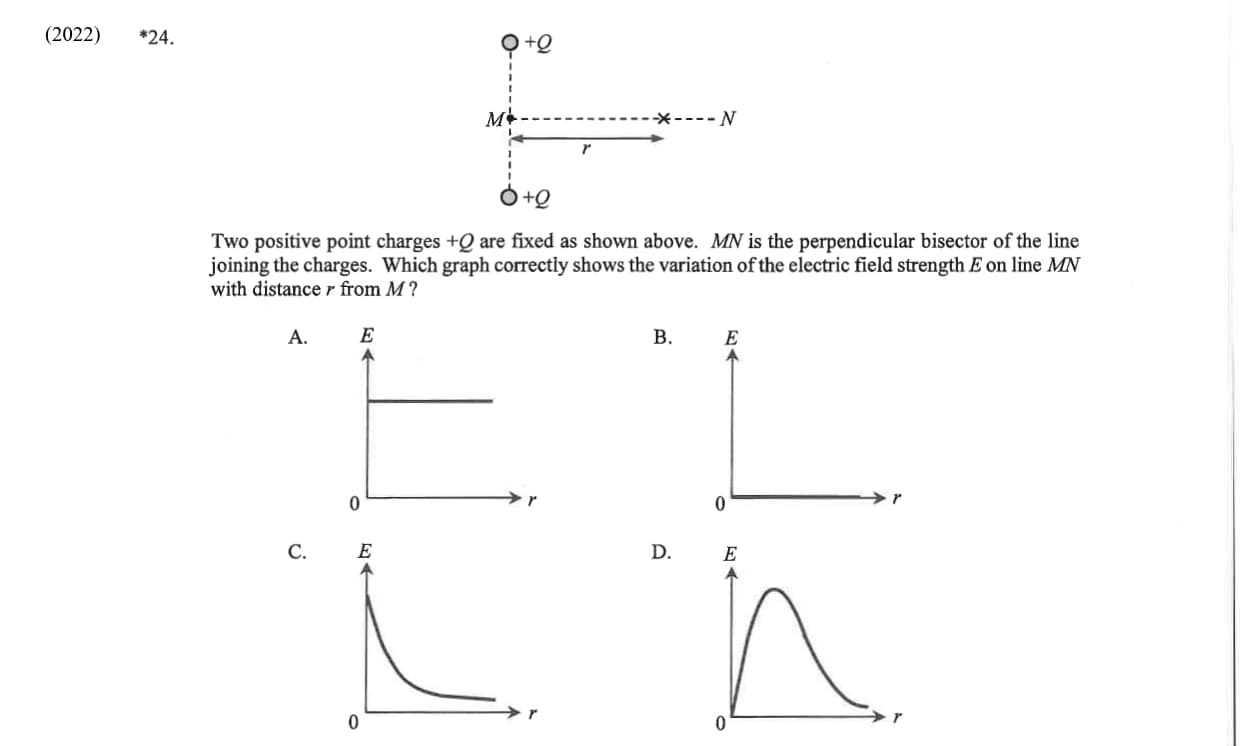 (2022) *24.
+Q
M N
r
+Q
Two positive point charges +Q are fixed as shown above. MN is the perpendicular bisector of the line
joining the charges. Which graph correctly shows the variation of the electric field strength E on line MN
with distance r from M ?
A. E B. E
0 r 0 r
C. E D. E
0 r 0 r